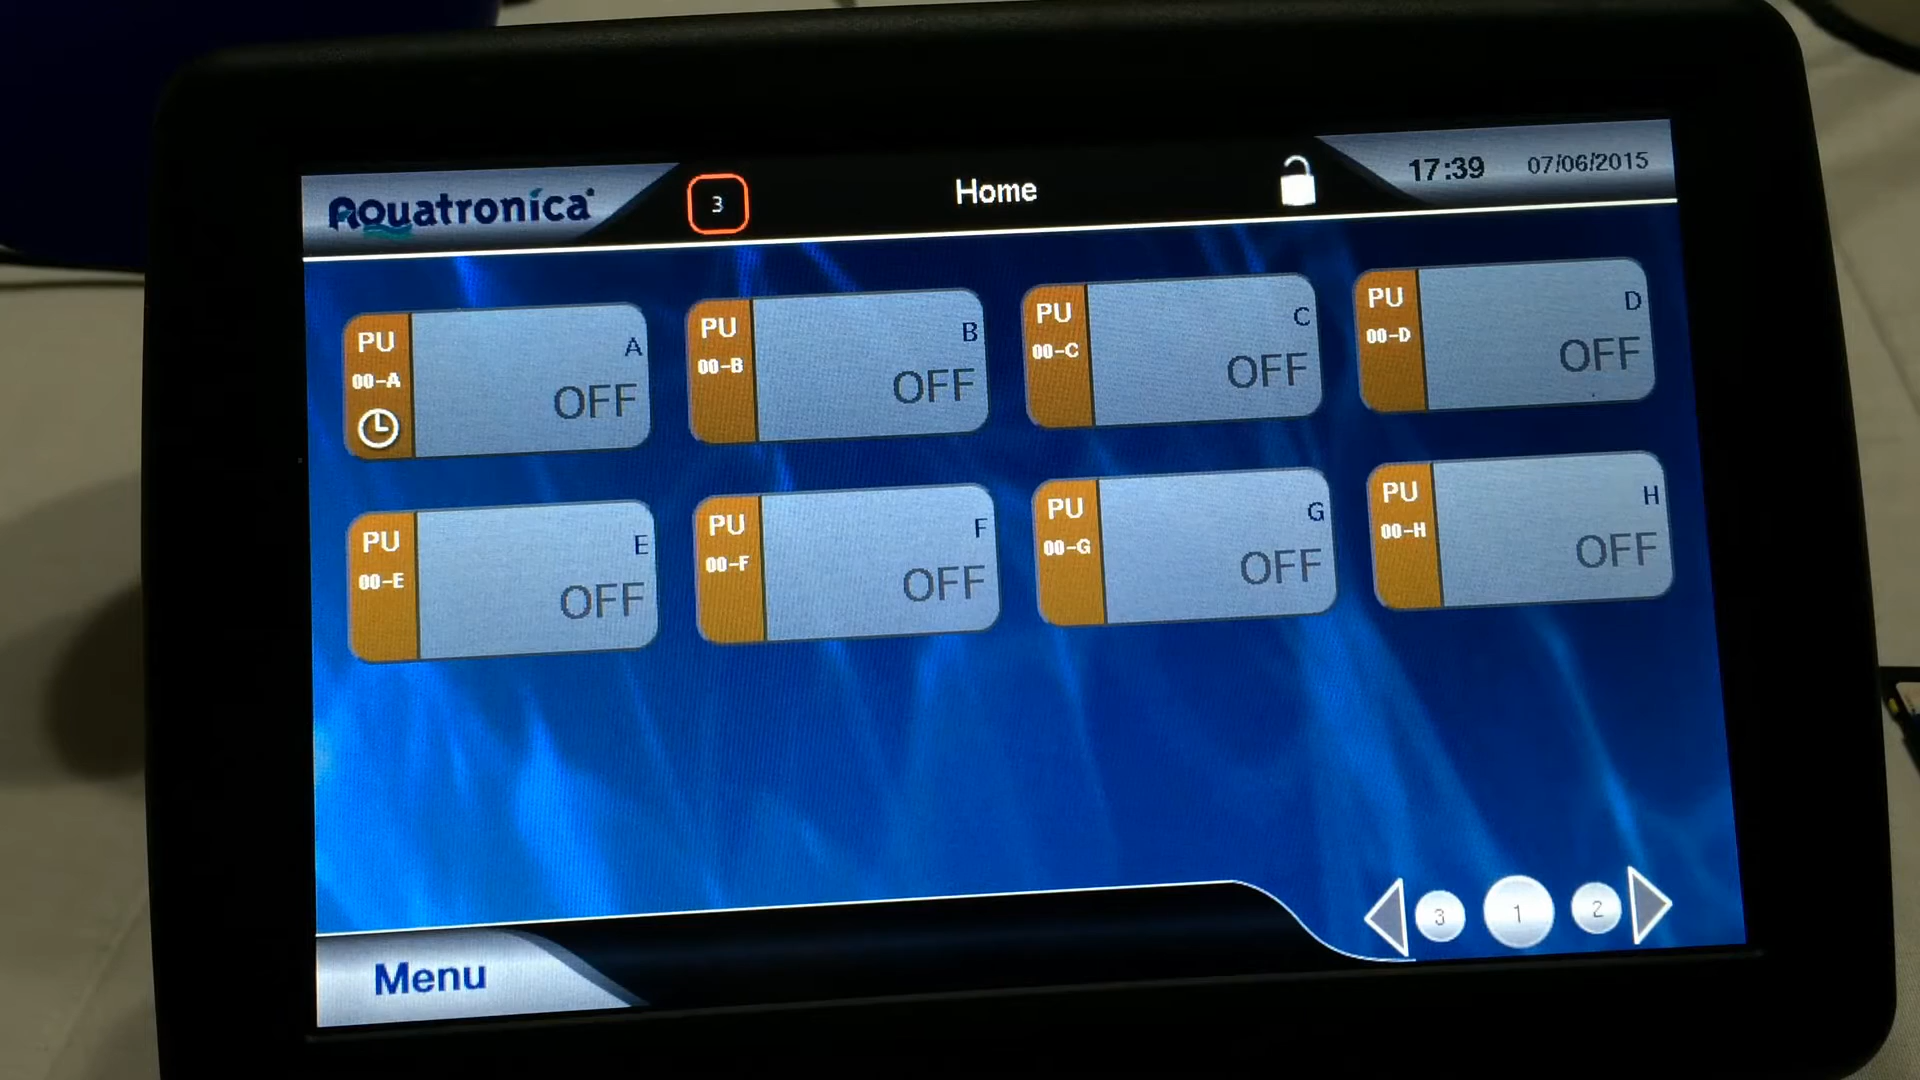 Aquatronica
3
Home
17:39
07/06/2015
PU
00-A
A
OFF
PU
00-B
B
OFF
PU
00-C
C
OFF
PU
00-D
D
OFF
PU
00-E
E
OFF
PU
00-F
F
OFF
PU
00-G
G
OFF
PU
00-H
H
OFF
Menu
3
1
2